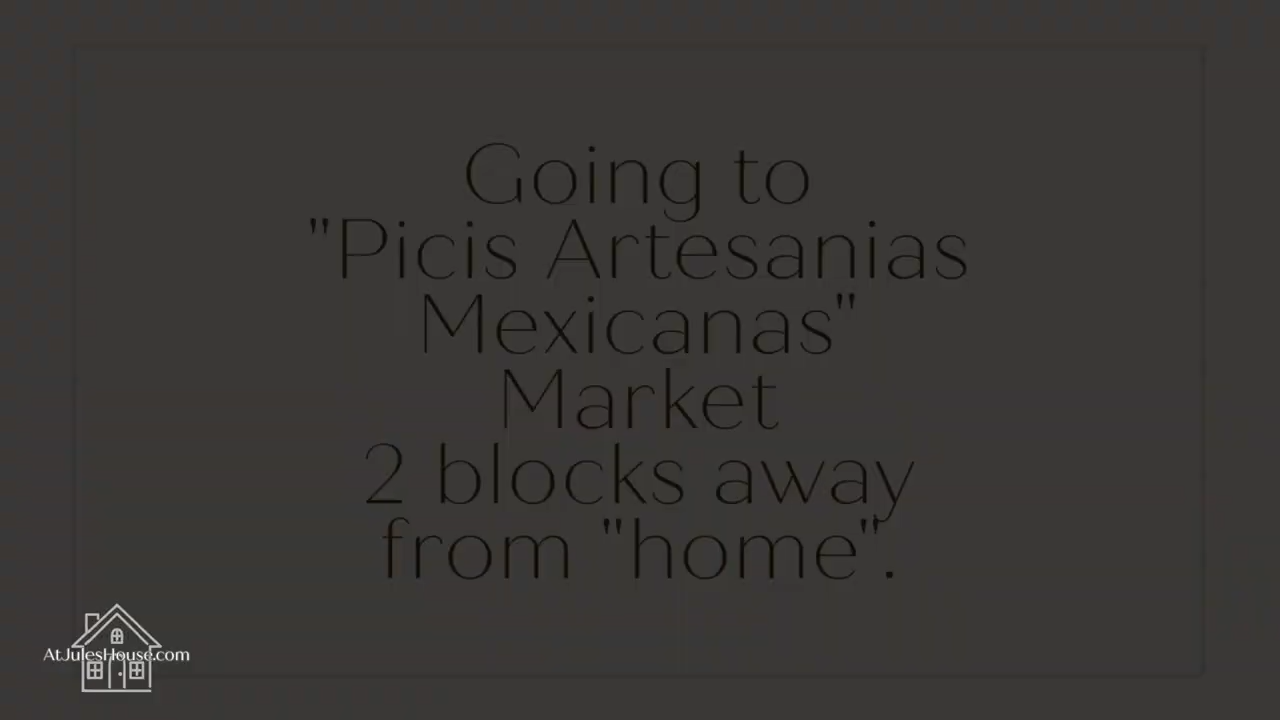 Going to
"Picis Artesanias
Mexicanas"
Market
2 blocks away
from "home".
AtJulesHouse.com